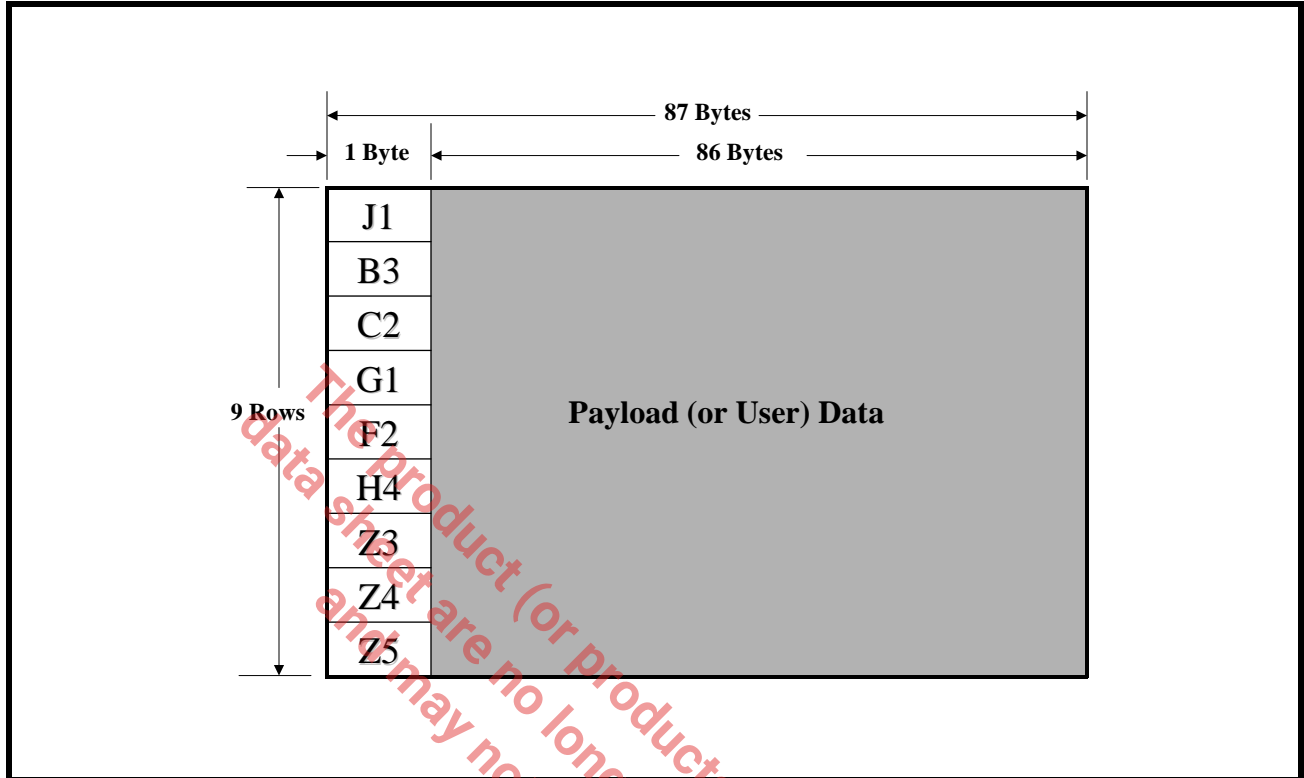 87 Bytes
1 Byte
86 Bytes
J1
B3
C2
G1
9 Rows
Payload (or User) Data
F2
H4
Z3
Z4
Z5
The product (or product
data sheet are no lon
and may no